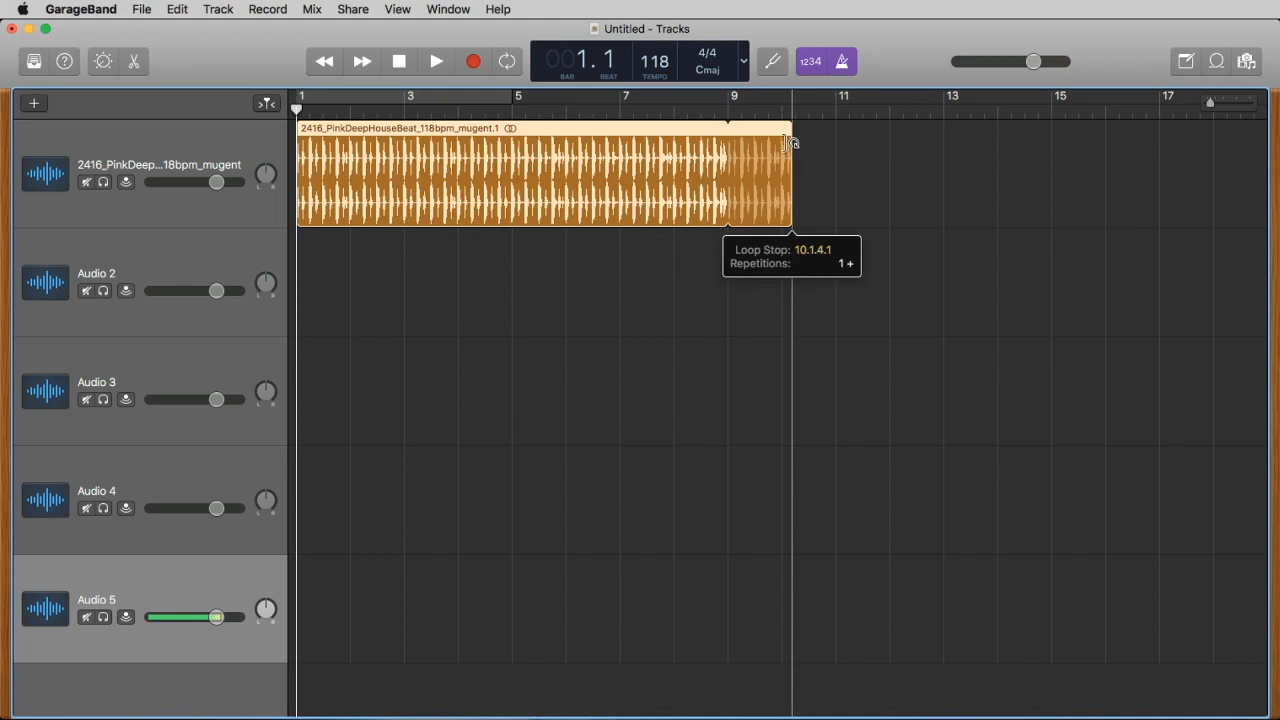 GarageBand File Edit Track Record Mix Share View Window Help
Untitled - Tracks
001. 1
BAR BEAT
118
TEMPO
4/4
Cmaj
1234
1 3 5 7 9 11 13 15 17
2416_PinkDeepHouseBeat_118bpm_mugent.1
2416_PinkDeep...18bpm_mugent
L R
Loop Stop: 10.1.4.1
Repetitions: 1 +
Audio 2
L R
Audio 3
L R
Audio 4
L R
Audio 5
L R